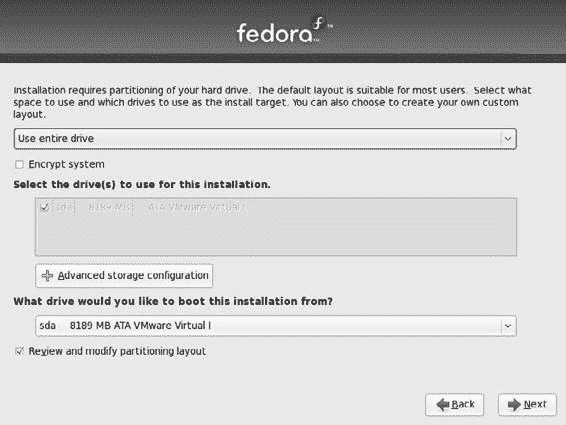 fedora™
Installation requires partitioning of your hard drive. The default layout is suitable for most users. Select what
space to use and which drives to use as the install target. You can also choose to create your own custom
layout.
Use entire drive
Encrypt system
Select the drive(s) to use for this installation.
sda 8189 MB ATA VMware Virtual I
Advanced storage configuration
What drive would you like to boot this installation from?
sda 8189 MB ATA VMware Virtual I
Review and modify partitioning layout
Back Next